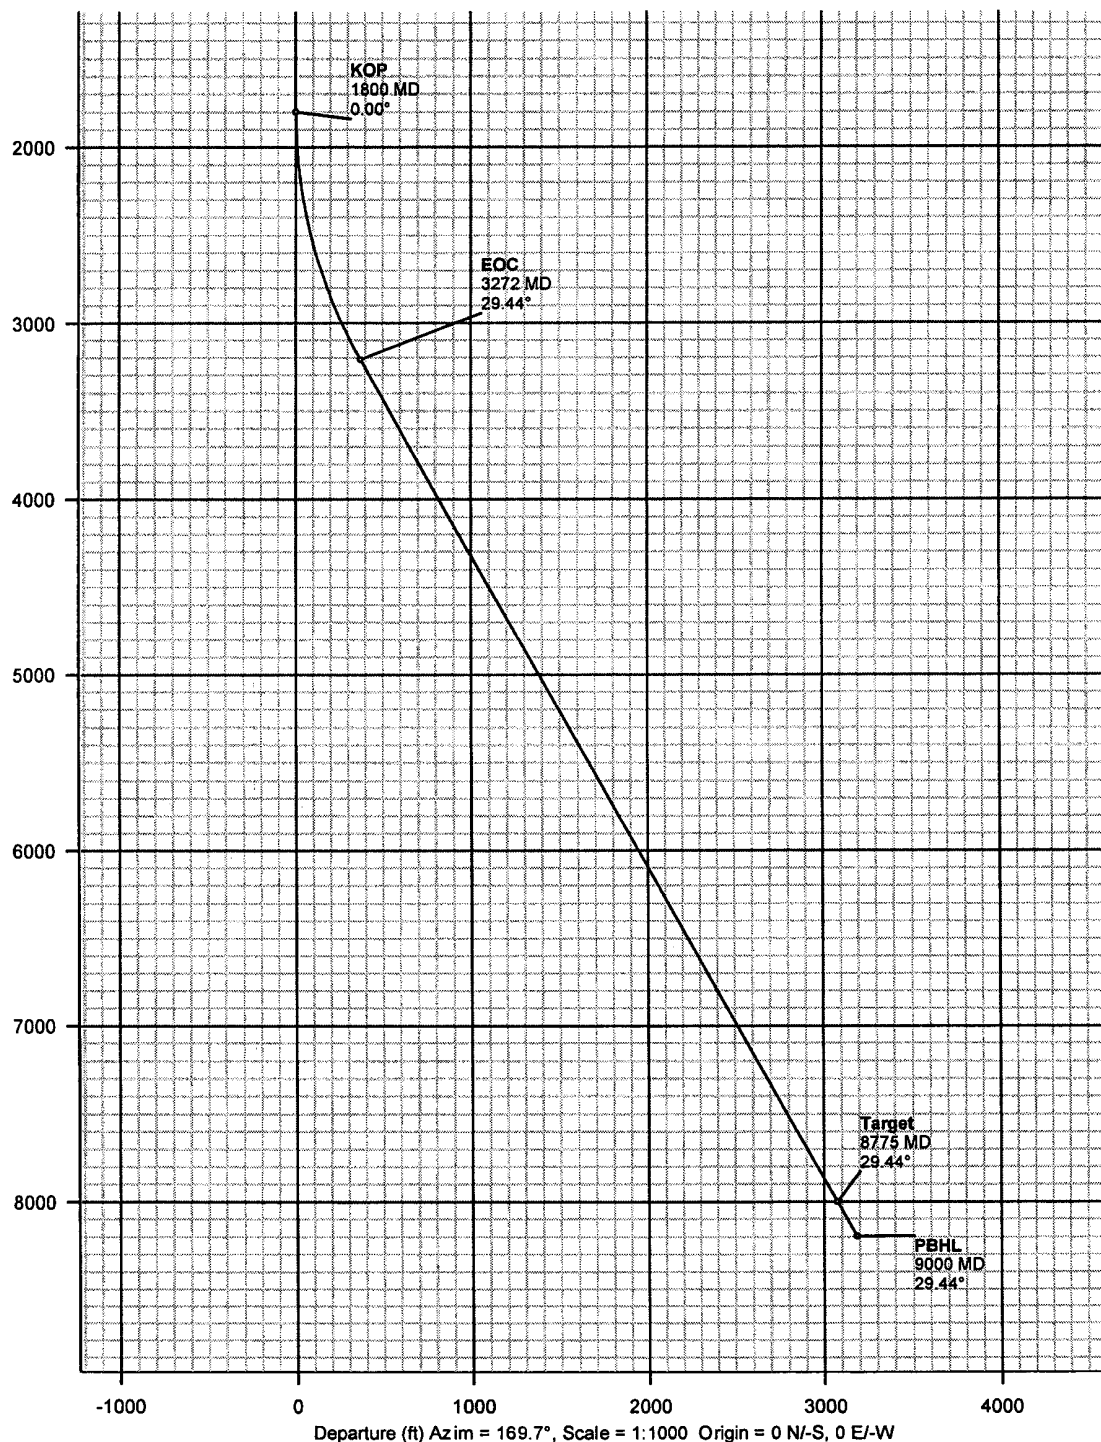 KOP
1800 MD
0.00°
2000
EOC
3272 MD
29.44°
3000
4000
5000
6000
7000
Target
8775 MD
29.44°
8000
PBHL
9000 MD
29.44°
-1000 0 1000 2000 3000 4000
Departure (ft) Azim = 169.7°, Scale = 1:1000 Origin = 0 N/-S, 0 E/-W